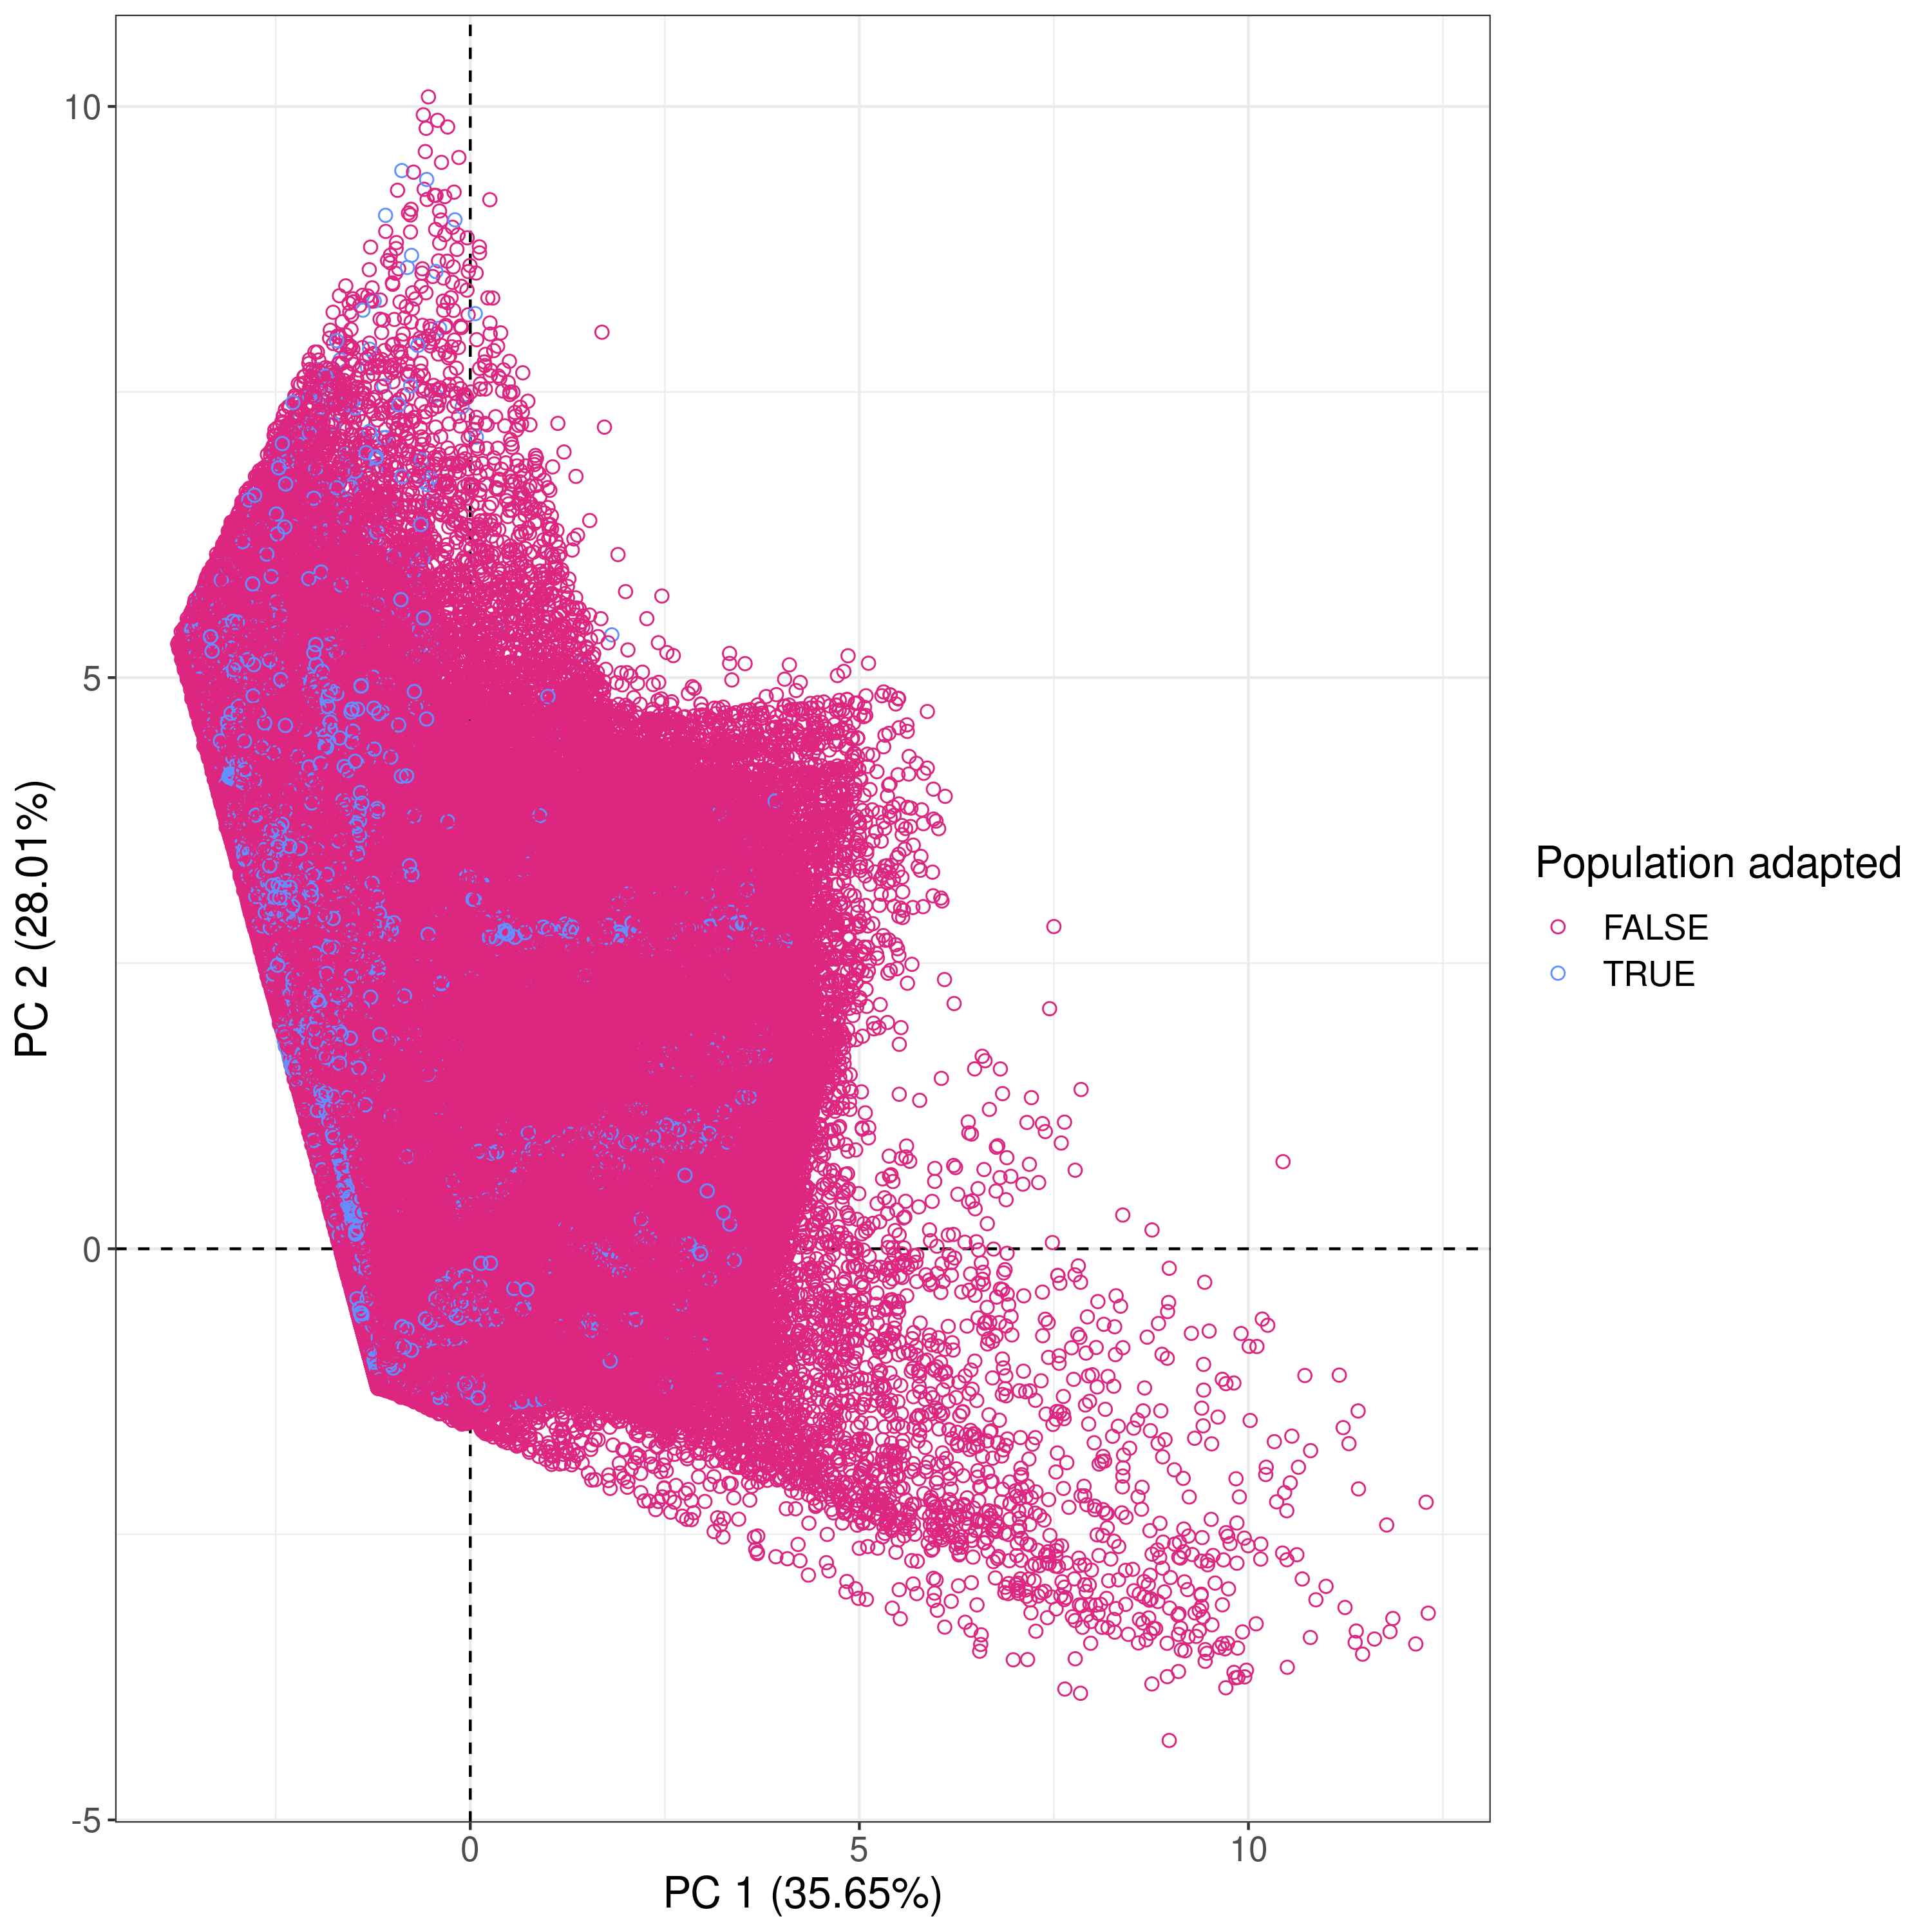 10
5
0
-5
0
5
10
PC 2 (28.01%)
PC 1 (35.65%)
Population adapted
FALSE
TRUE